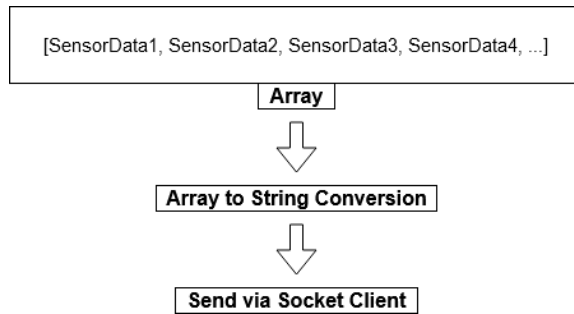 [SensorData1, SensorData2, SensorData3, SensorData4, ...]
Array
Array to String Conversion
Send via Socket Client